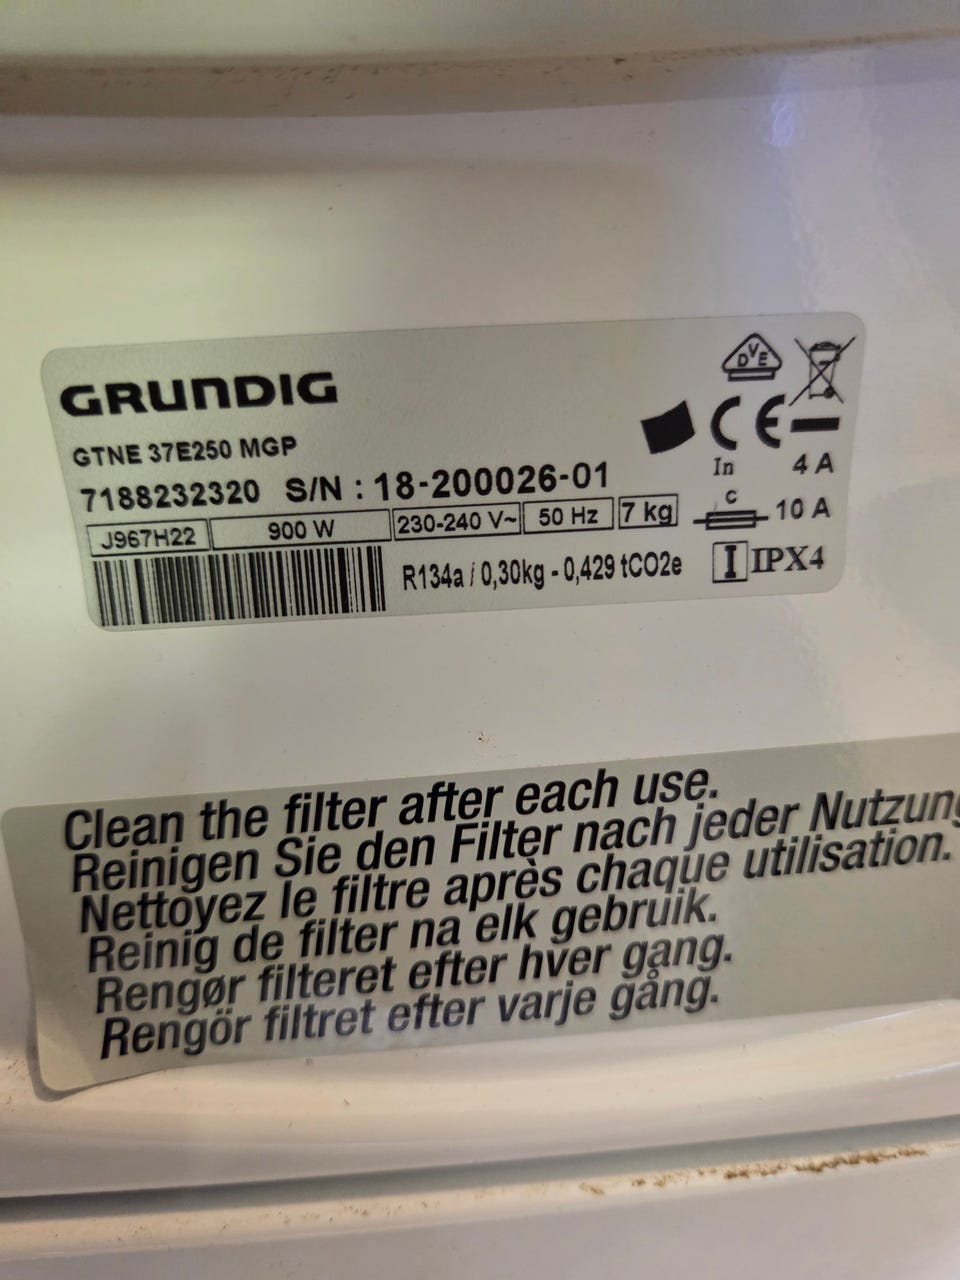 GRUNDIG
GTNE 37E250 MGP
7188232320 S/N : 18-200026-01
J967H22 900 W 230-240 V~ 50 Hz 7 kg
R134a / 0,30kg - 0,429 tCO2e
DVE
CE
In 4 A
C 10 A
I IPX4
Clean the filter after each use.
Reinigen Sie den Filter nach jeder Nutzung
Nettoyez le filtre après chaque utilisation.
Reinig de filter na elk gebruik.
Rengør filteret efter hver gang.
Rengör filtret efter varje gång.